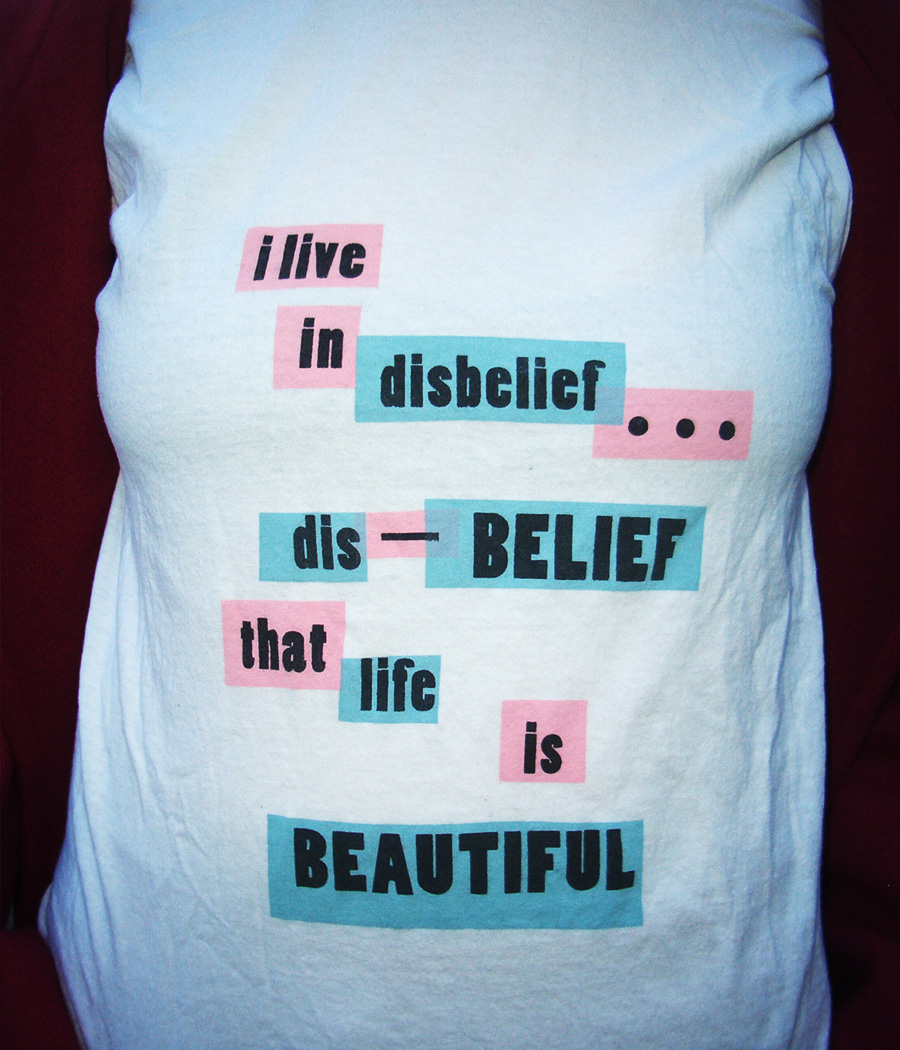 i live
in disbelief...
dis—BELIEF
that life
is
BEAUTIFUL